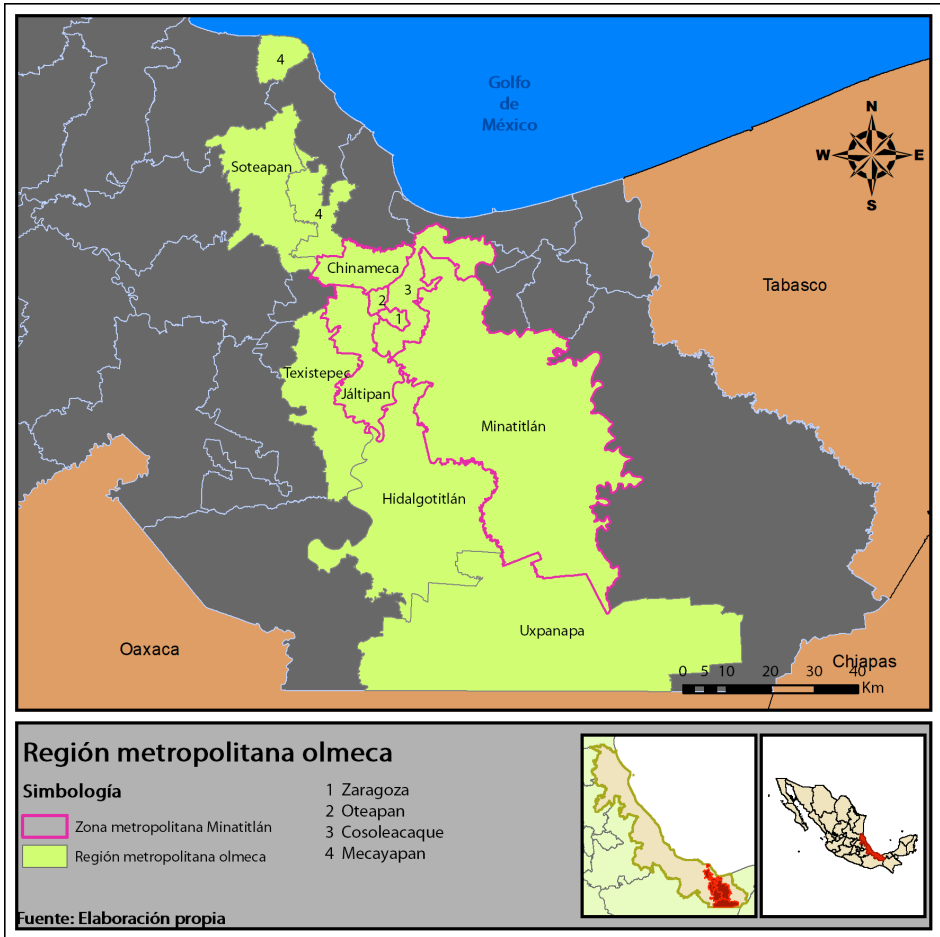 4
Golfo
de
México
N
W E
S
Soteapan
4
Chinameca
3
2
1
Tabasco
Texistepec
Jáltipan
Minatitlán
Hidalgotitlán
Uxpanapa
Oaxaca
Chiapas
0 5 10 20 30 40
Km
Región metropolitana olmeca
Simbología
Zona metropolitana Minatitlán
Región metropolitana olmeca
1 Zaragoza
2 Oteapan
3 Cosoleacaque
4 Mecayapan
Fuente: Elaboración propia